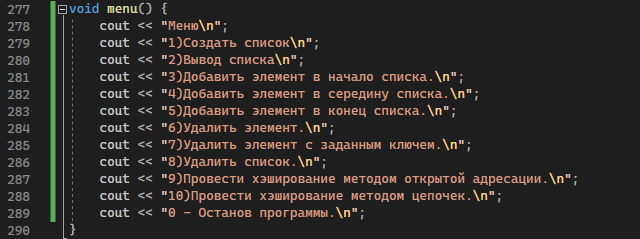 277 void menu() {
278 cout << "Меню\n";
279 cout << "1)Создать список\n";
280 cout << "2)Вывод списка\n";
281 cout << "3)Добавить элемент в начало списка.\n";
282 cout << "4)Добавить элемент в середину списка.\n";
283 cout << "5)Добавить элемент в конец списка.\n";
284 cout << "6)Удалить элемент.\n";
285 cout << "7)Удалить элемент с заданным ключем.\n";
286 cout << "8)Удалить список.\n";
287 cout << "9)Провести хэширование методом открытой адресации.\n";
288 cout << "10)Провести хэширование методом цепочек.\n";
289 cout << "0 - Останов программы.\n";
290 }